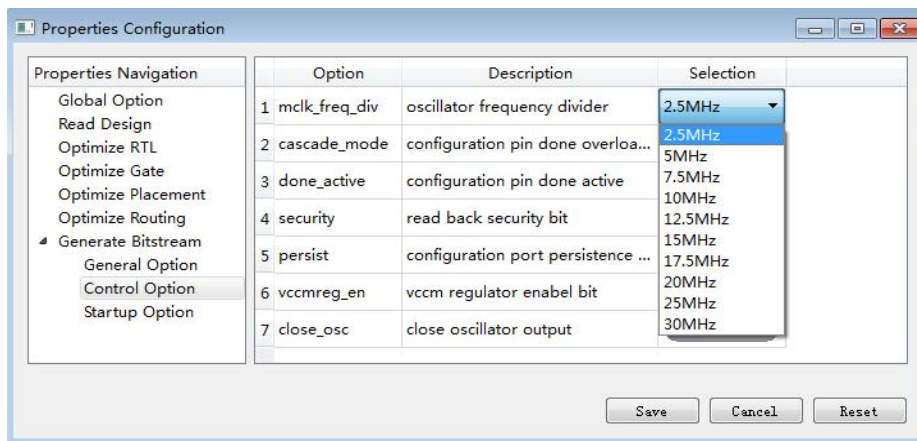 Properties Configuration
Properties Navigation
Global Option
Read Design
Optimize RTL
Optimize Gate
Optimize Placement
Optimize Routing
Generate Bitstream
General Option
Control Option
Startup Option
Option Description Selection
1 mclk_freq_div oscillator frequency divider 2.5MHz
2 cascade_mode configuration pin done overloa...
3 done_active configuration pin done active
4 security read back security bit
5 persist configuration port persistence ...
6 vccmreg_en vccm regulator enabel bit
7 close_osc close oscillator output
2.5MHz
5MHz
7.5MHz
10MHz
12.5MHz
15MHz
17.5MHz
20MHz
25MHz
30MHz
Save Cancel Reset